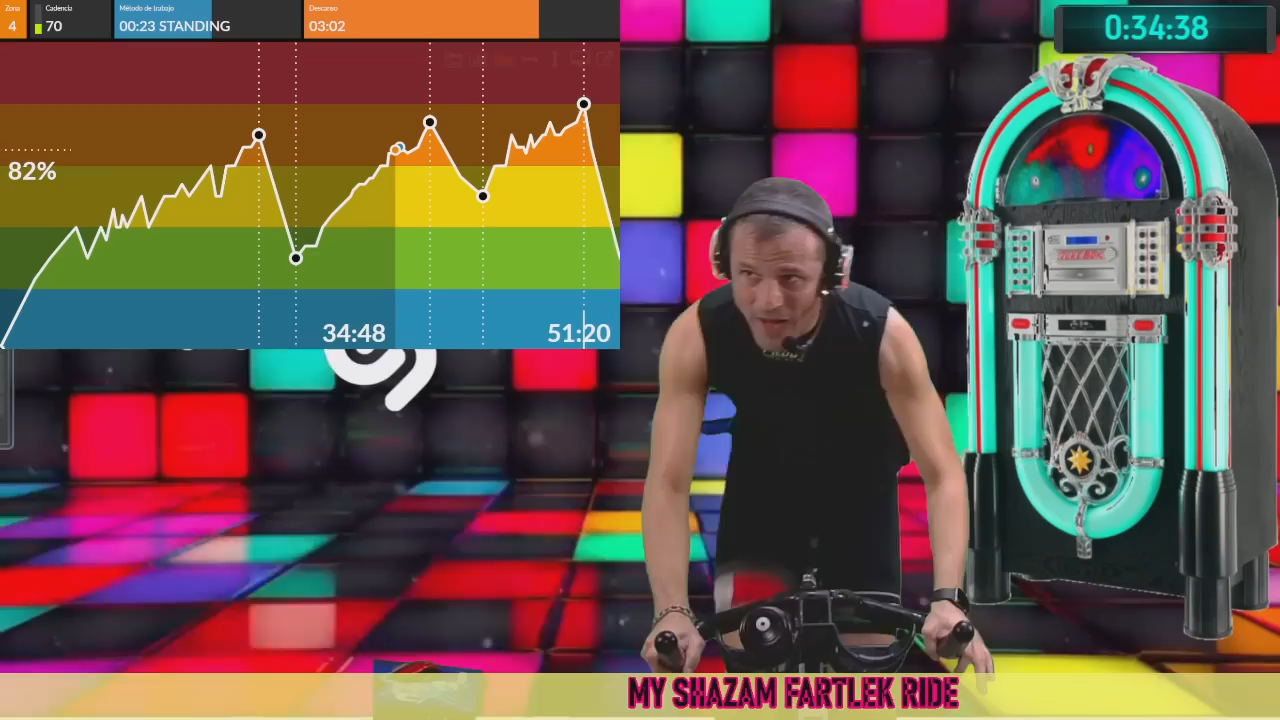 Zona
4
Cadencia
70
Método de trabajo
00:23 STANDING
Descanso
03:02
0:34:38
82%
34:48
51:20
MY SHAZAM FARTLEK RIDE